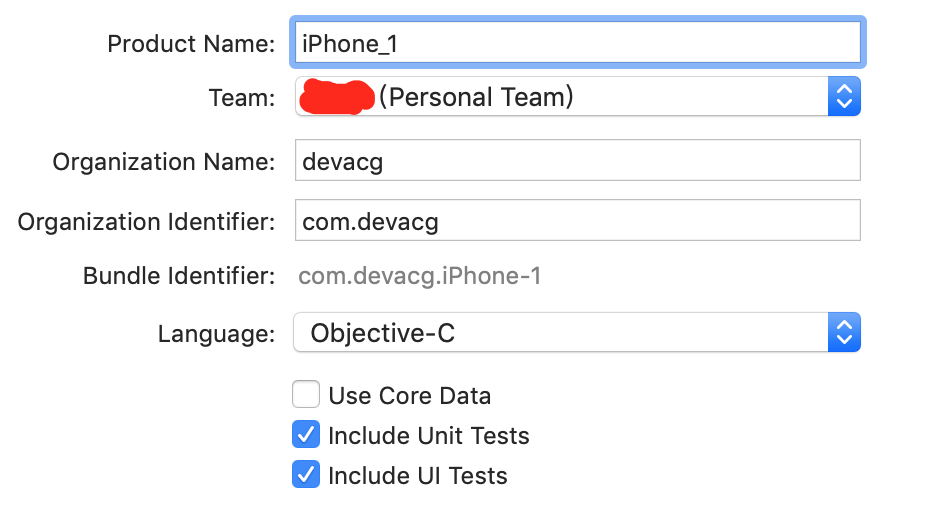 Product Name: iPhone_1
Team: (Personal Team)
Organization Name: devacg
Organization Identifier: com.devacg
Bundle Identifier: com.devacg.iPhone-1
Language: Objective-C
Use Core Data
Include Unit Tests
Include UI Tests